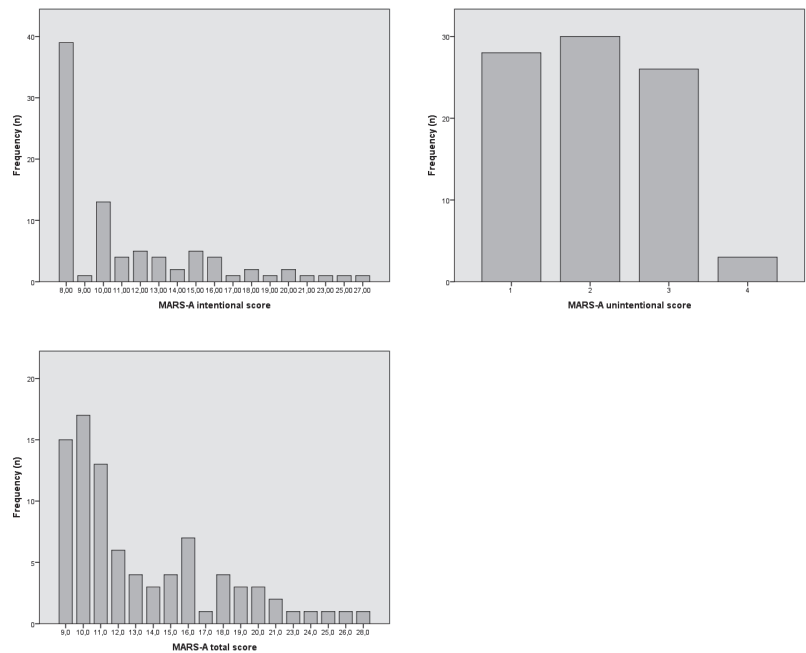 40
30
20
10
0
Frequency (n)
8,00 9,00 10,00 11,00 12,00 13,00 14,00 15,00 16,00 17,00 18,00 19,00 20,00 21,00 23,00 25,00 27,00
MARS-A intentional score
30
20
10
0
Frequency (n)
1 2 3 4
MARS-A unintentional score
20
15
10
5
0
Frequency (n)
9,0 10,0 11,0 12,0 13,0 14,0 15,0 16,0 17,0 18,0 19,0 20,0 21,0 23,0 24,0 25,0 26,0 28,0
MARS-A total score